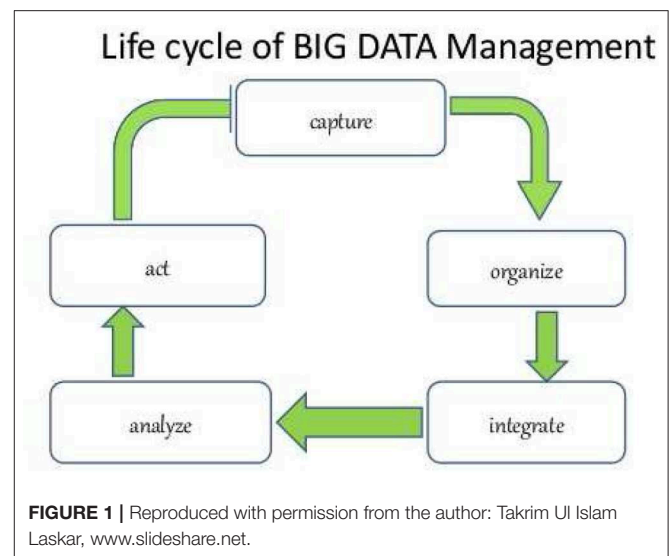 Life cycle of BIG DATA Management
capture
organize
integrate
analyze
act
FIGURE 1 | Reproduced with permission from the author: Takrim Ul Islam
Laskar, www.slideshare.net.